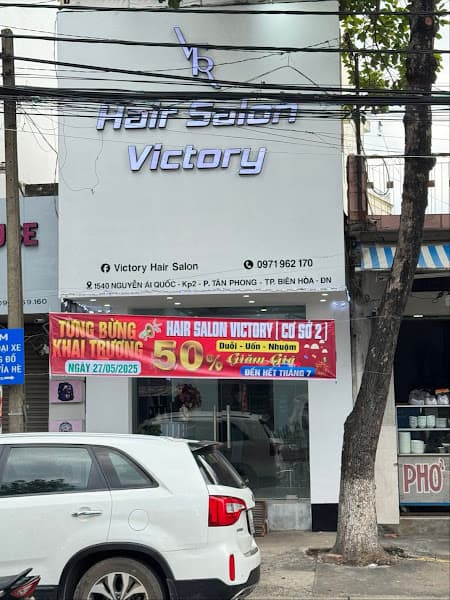 VR
Hair Salon
Victory
Victory Hair Salon
0971 962 170
1540 NGUYỄN ÁI QUỐC - Kp2 - P. TÂN PHONG - TP. BIÊN HÒA - ĐN
TƯNG BỪNG
KHAI TRƯƠNG
NGÀY 27/05/2025
HAIR SALON VICTORY | CƠ SỞ 2
50%
Duỗi - Uốn - Nhuộm
Giảm Giá
ĐẾN HẾT THÁNG 7
PHỞ